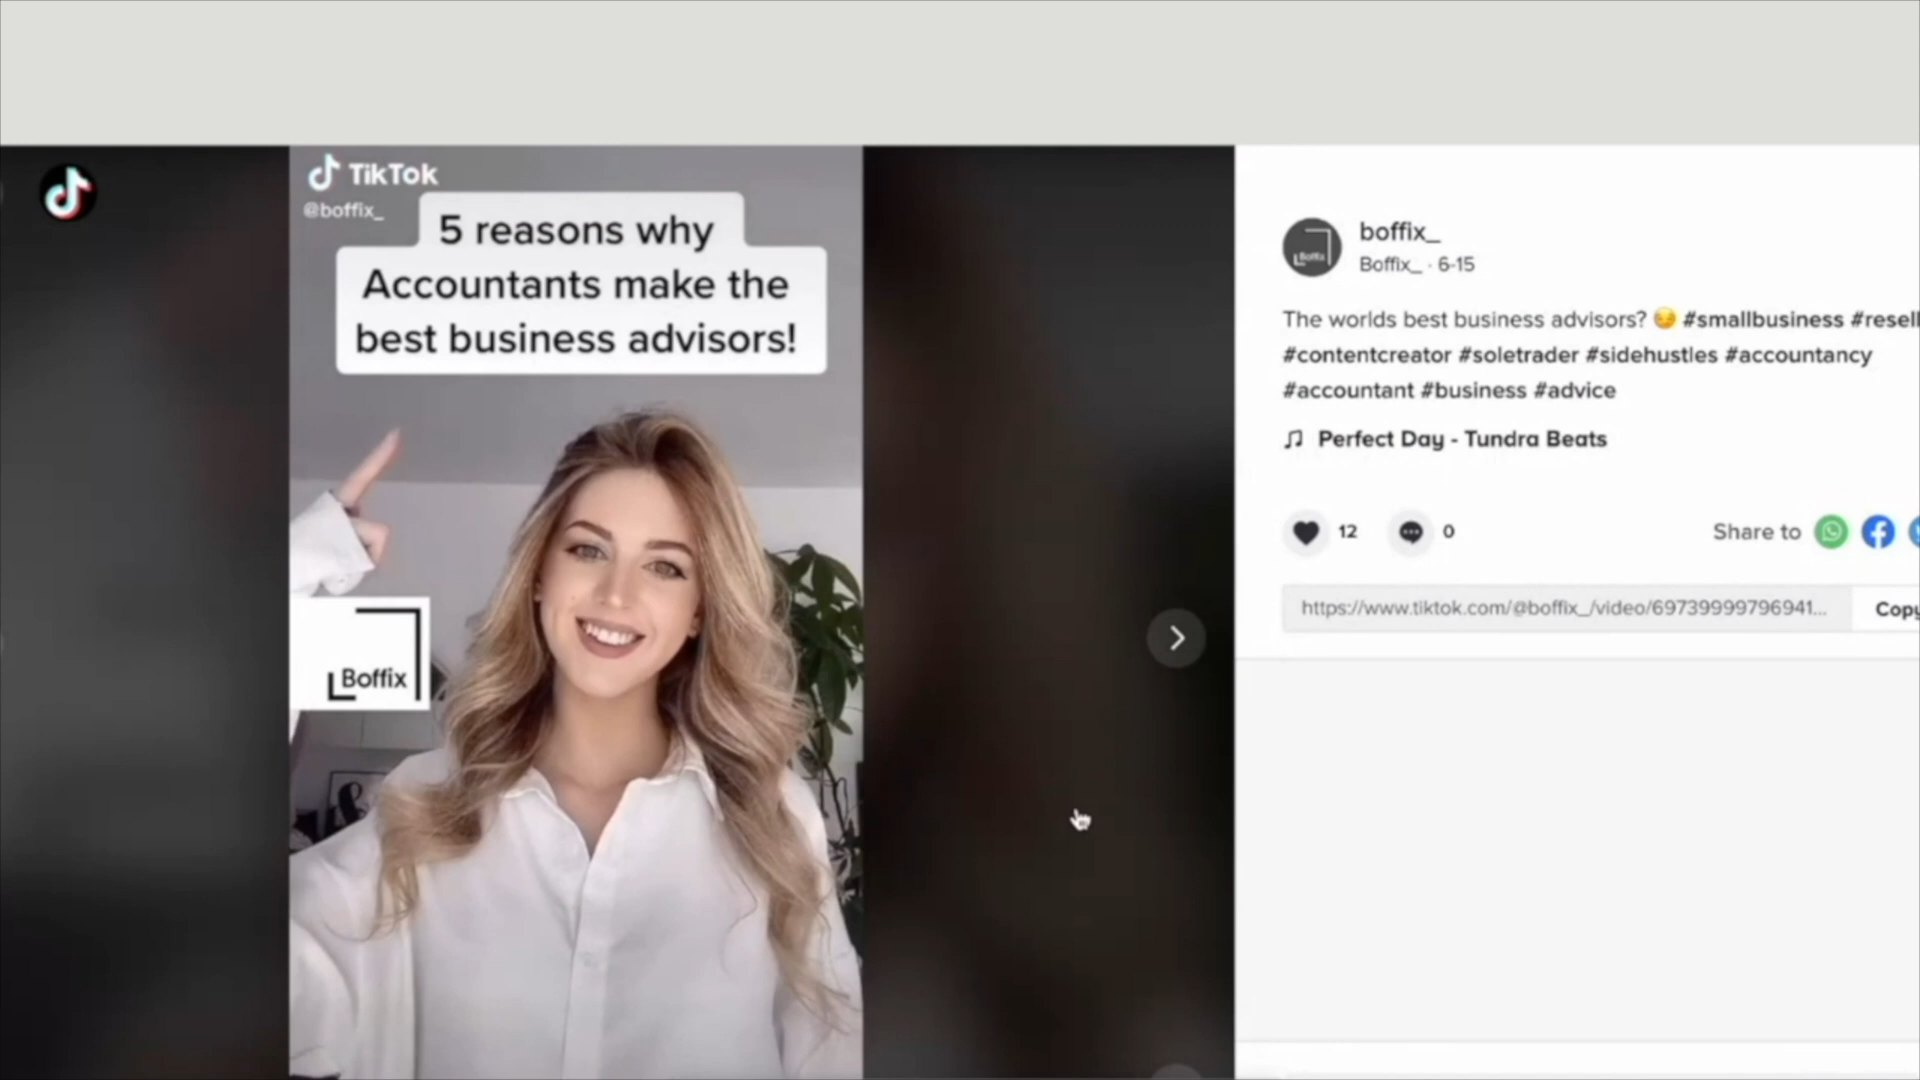 TikTok
@boffix_
5 reasons why
Accountants make the
best business advisors!
Boffix
Boffix
boffix_
Boffix_ · 6-15
The worlds best business advisors? 😏 #smallbusiness
#contentcreator #soletrader #sidehustles #accountancy
#accountant #business #advice
Perfect Day - Tundra Beats
12
0
Share to
https://www.tiktok.com/@boffix_/video/69739999796941...
Copy